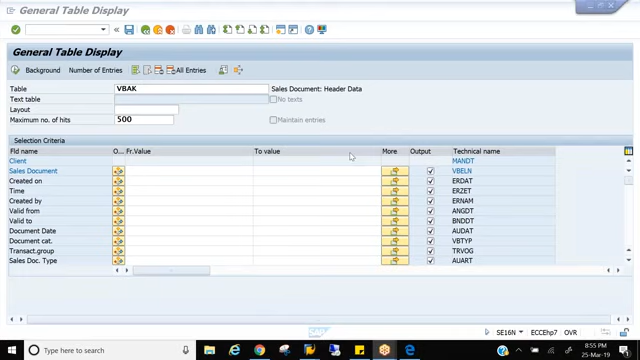 General Table Display
General Table Display
Background Number of Entries All Entries
Table VBAK Sales Document: Header Data
Text table No texts
Layout
Maximum no. of hits 500 Maintain entries
Selection Criteria
Fld name O... Fr.Value To value More Output Technical name
Client MANDT
Sales Document VBELN
Created on ERDAT
Time ERZET
Created by ERNAM
Valid from ANGDT
Valid to BNDDT
Document Date AUDAT
Document cat. VBTYP
Transact.group TRVOG
Sales Doc. Type AUART
SAP
SE16N ECCEhp7 OVR
Type here to search
8:55 PM
25-Mar-19